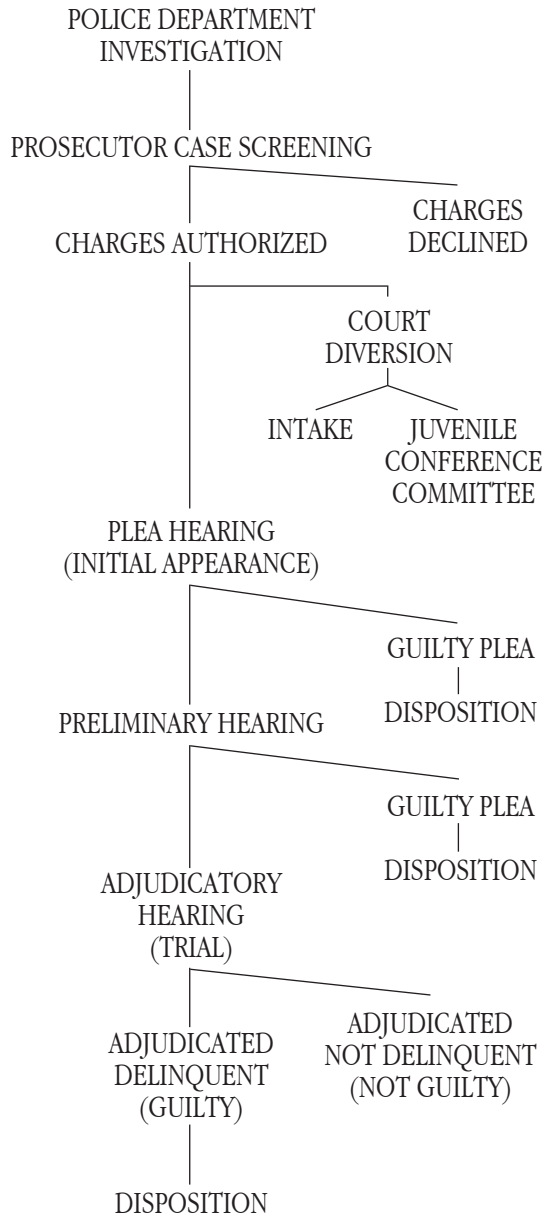 POLICE DEPARTMENT
INVESTIGATION
PROSECUTOR CASE SCREENING
CHARGES
DECLINED
CHARGES AUTHORIZED
COURT
DIVERSION
INTAKE
JUVENILE
CONFERENCE
COMMITTEE
PLEA HEARING
(INITIAL APPEARANCE)
GUILTY PLEA
DISPOSITION
PRELIMINARY HEARING
GUILTY PLEA
DISPOSITION
ADJUDICATORY
HEARING
(TRIAL)
ADJUDICATED
DELINQUENT
(GUILTY)
ADJUDICATED
NOT DELINQUENT
(NOT GUILTY)
DISPOSITION